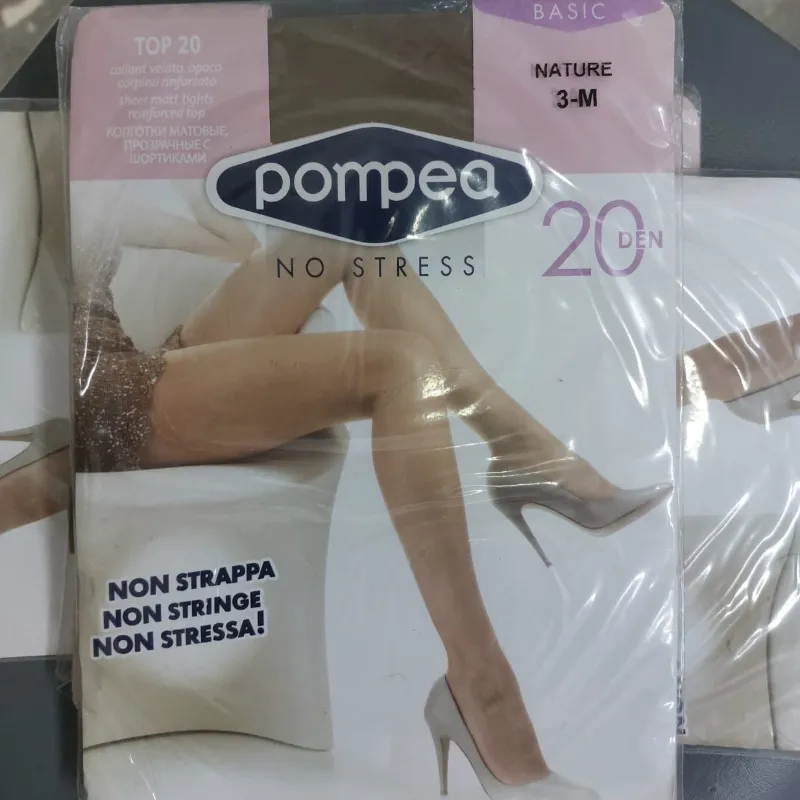 BASIC
TOP 20
collant velato opaco
corpino rinforzato
sheer matt tights
reinforced top
КОЛГОТКИ МАТОВЫЕ,
ПРОЗРАЧНЫЕ С
ШОРТИКАМИ
NATURE
3-M
pompea
NO STRESS
20 DEN
NON STRAPPA
NON STRINGE
NON STRESSA!